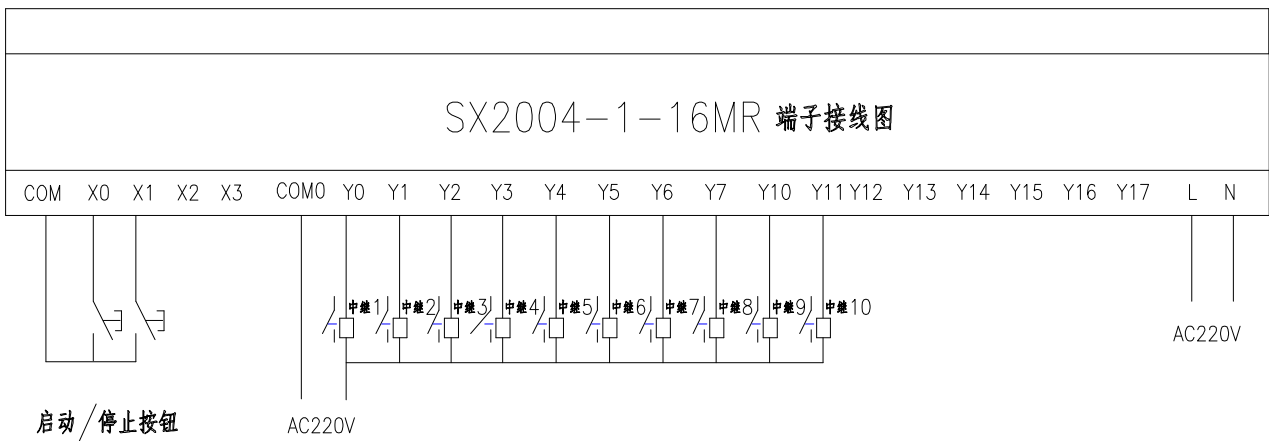 SX2004-1-16MR 端子接线图
COM X0 X1 X2 X3 COM0 Y0 Y1 Y2 Y3 Y4 Y5 Y6 Y7 Y10 Y11 Y12 Y13 Y14 Y15 Y16 Y17 L N
中继1 中继2 中继3 中继4 中继5 中继6 中继7 中继8 中继9 中继10
AC220V
启动/停止按钮 AC220V